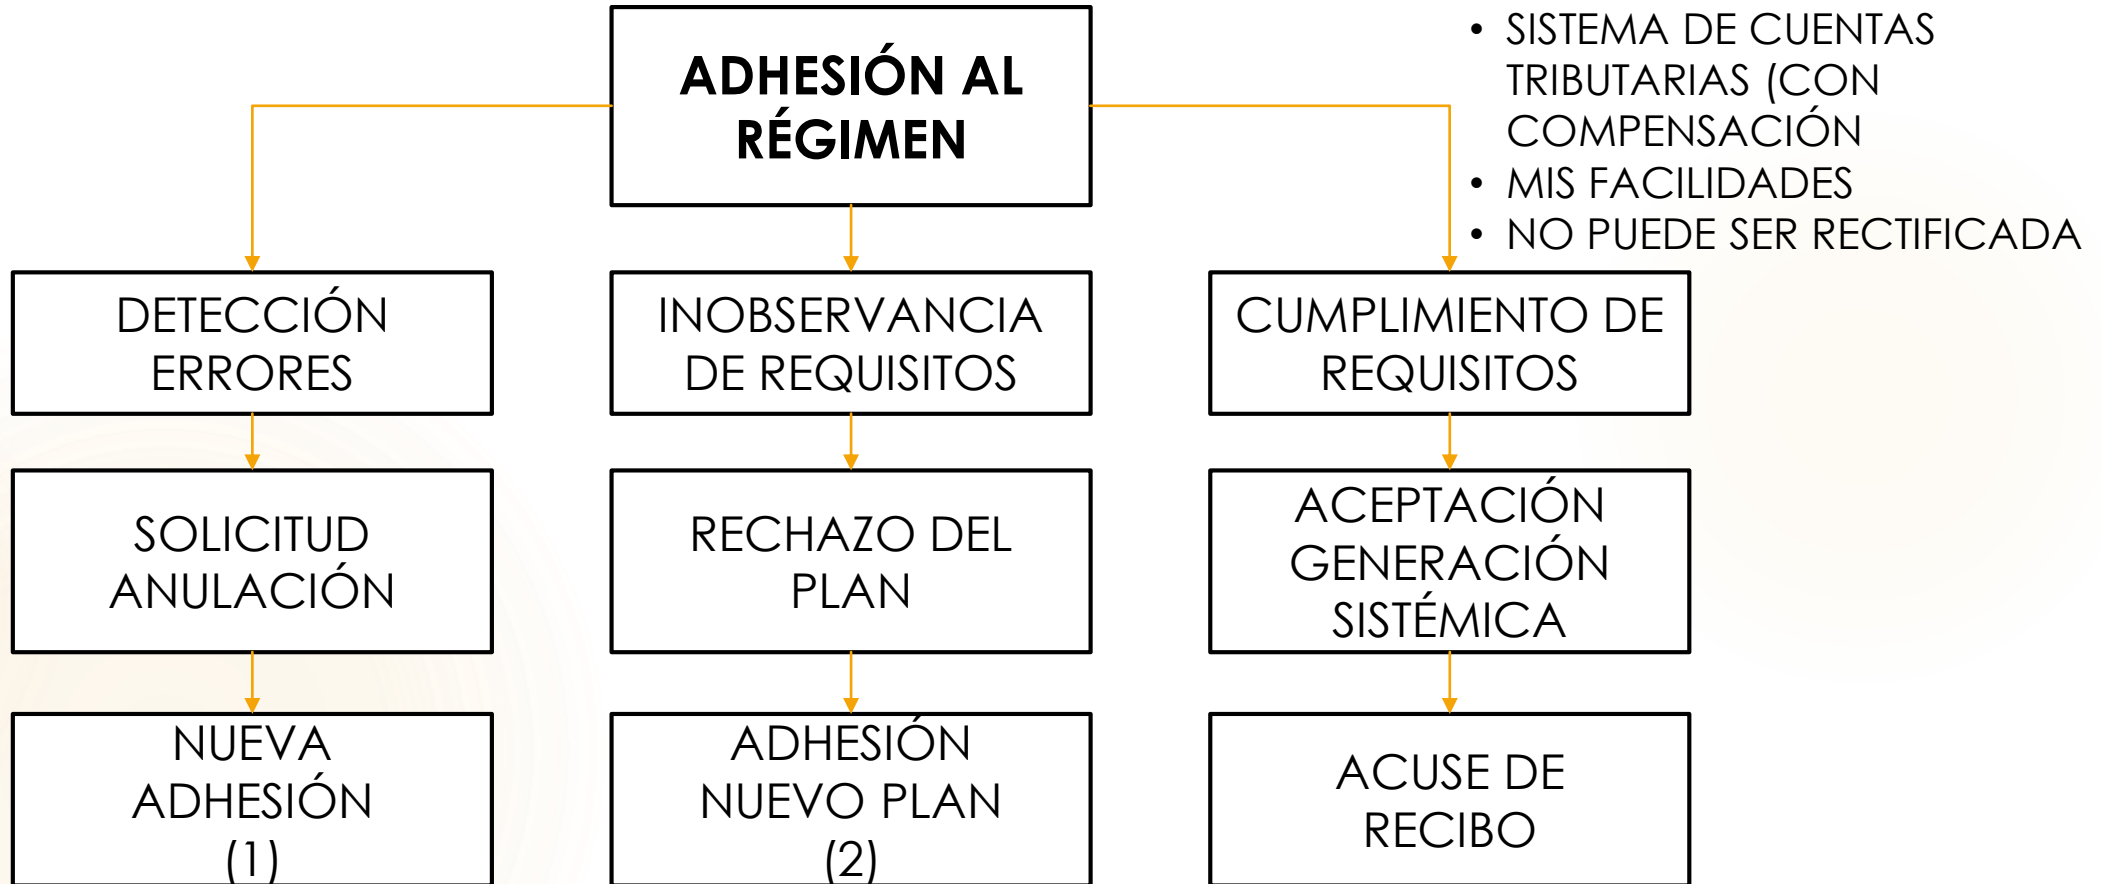 ADHESIÓN AL
RÉGIMEN
• SISTEMA DE CUENTAS
TRIBUTARIAS (CON
COMPENSACIÓN
• MIS FACILIDADES
• NO PUEDE SER RECTIFICADA
DETECCIÓN
ERRORES
INOBSERVANCIA
DE REQUISITOS
CUMPLIMIENTO DE
REQUISITOS
SOLICITUD
ANULACIÓN
RECHAZO DEL
PLAN
ACEPTACIÓN
GENERACIÓN
SISTÉMICA
NUEVA
ADHESIÓN
(1)
ADHESIÓN
NUEVO PLAN
(2)
ACUSE DE
RECIBO